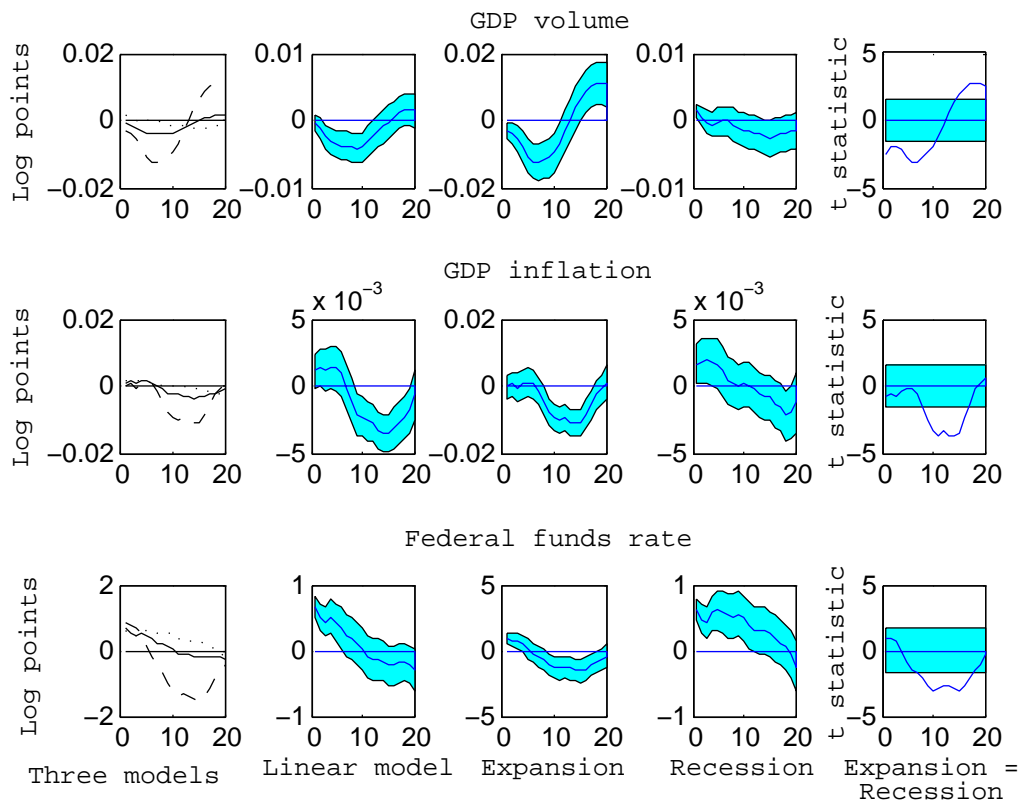 GDP volume
Log points
0.02
0
−0.02
0 10 20
0.01
0
−0.01
0 10 20
0.02
0
−0.02
0 10 20
0.01
0
−0.01
0 10 20
t statistic
5
0
−5
0 10 20
GDP inflation
Log points
0.02
0
−0.02
0 10 20
x 10−3
5
0
−5
0 10 20
0.02
0
−0.02
0 10 20
x 10−3
5
0
−5
0 10 20
t statistic
5
0
−5
0 10 20
Federal funds rate
Log points
2
0
−2
0 10 20
1
0
−1
0 10 20
5
0
−5
0 10 20
1
0
−1
0 10 20
t statistic
5
0
−5
0 10 20
Three models
Linear model
Expansion
Recession
Expansion =
Recession